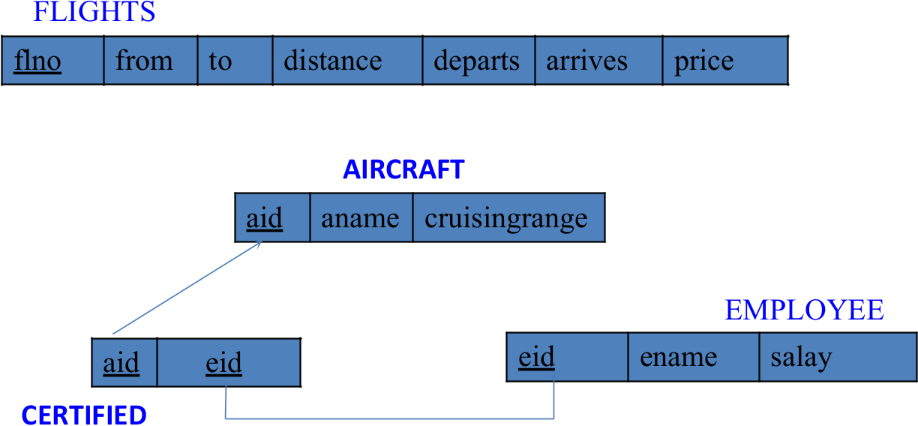 FLIGHTS
flno from to distance departs arrives price
AIRCRAFT
aid aname cruisingrange
EMPLOYEE
eid ename salay
aid eid
CERTIFIED